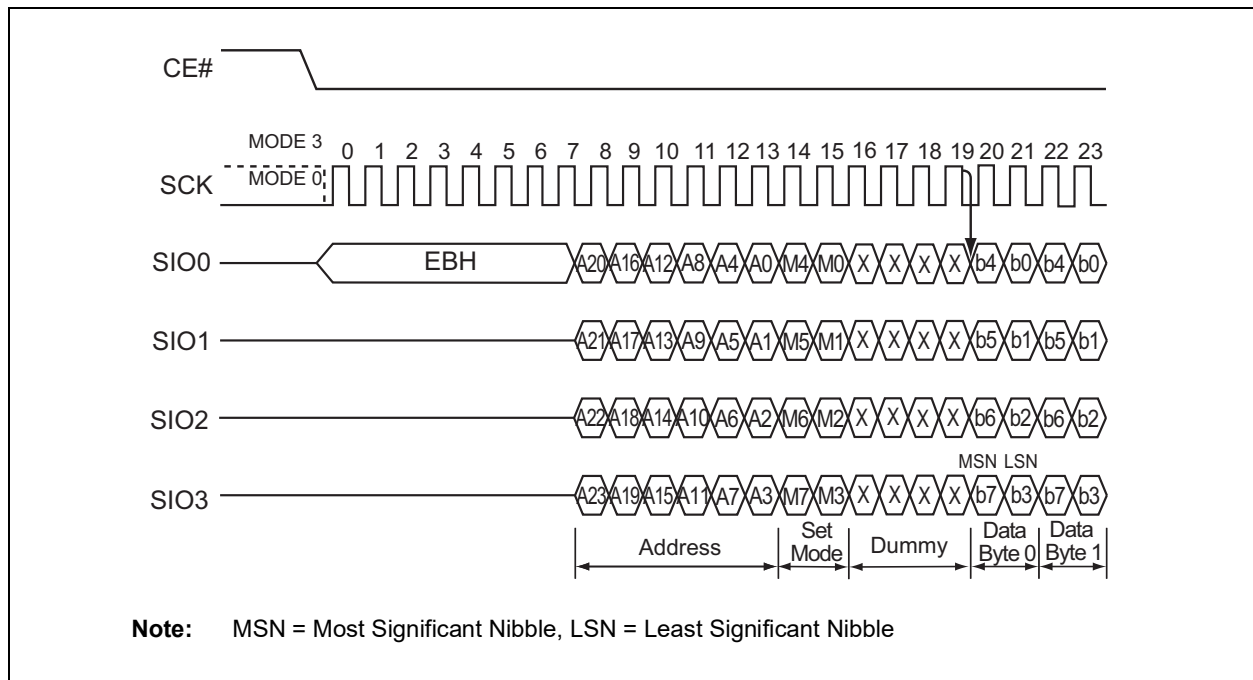 CE#
MODE 3
0 1 2 3 4 5 6 7 8 9 10 11 12 13 14 15 16 17 18 19 20 21 22 23
SCK
MODE 0
SIO0 EBH A20 A16 A12 A8 A4 A0 M4 M0 X X X X b4 b0 b4 b0
SIO1 A21 A17 A13 A9 A5 A1 M5 M1 X X X X b5 b1 b5 b1
SIO2 A22 A18 A14 A10 A6 A2 M6 M2 X X X X b6 b2 b6 b2
MSN LSN
SIO3 A23 A19 A15 A11 A7 A3 M7 M3 X X X X b7 b3 b7 b3
Address
Set
Mode
Dummy
Data
Byte 0
Data
Byte 1
Note: MSN = Most Significant Nibble, LSN = Least Significant Nibble